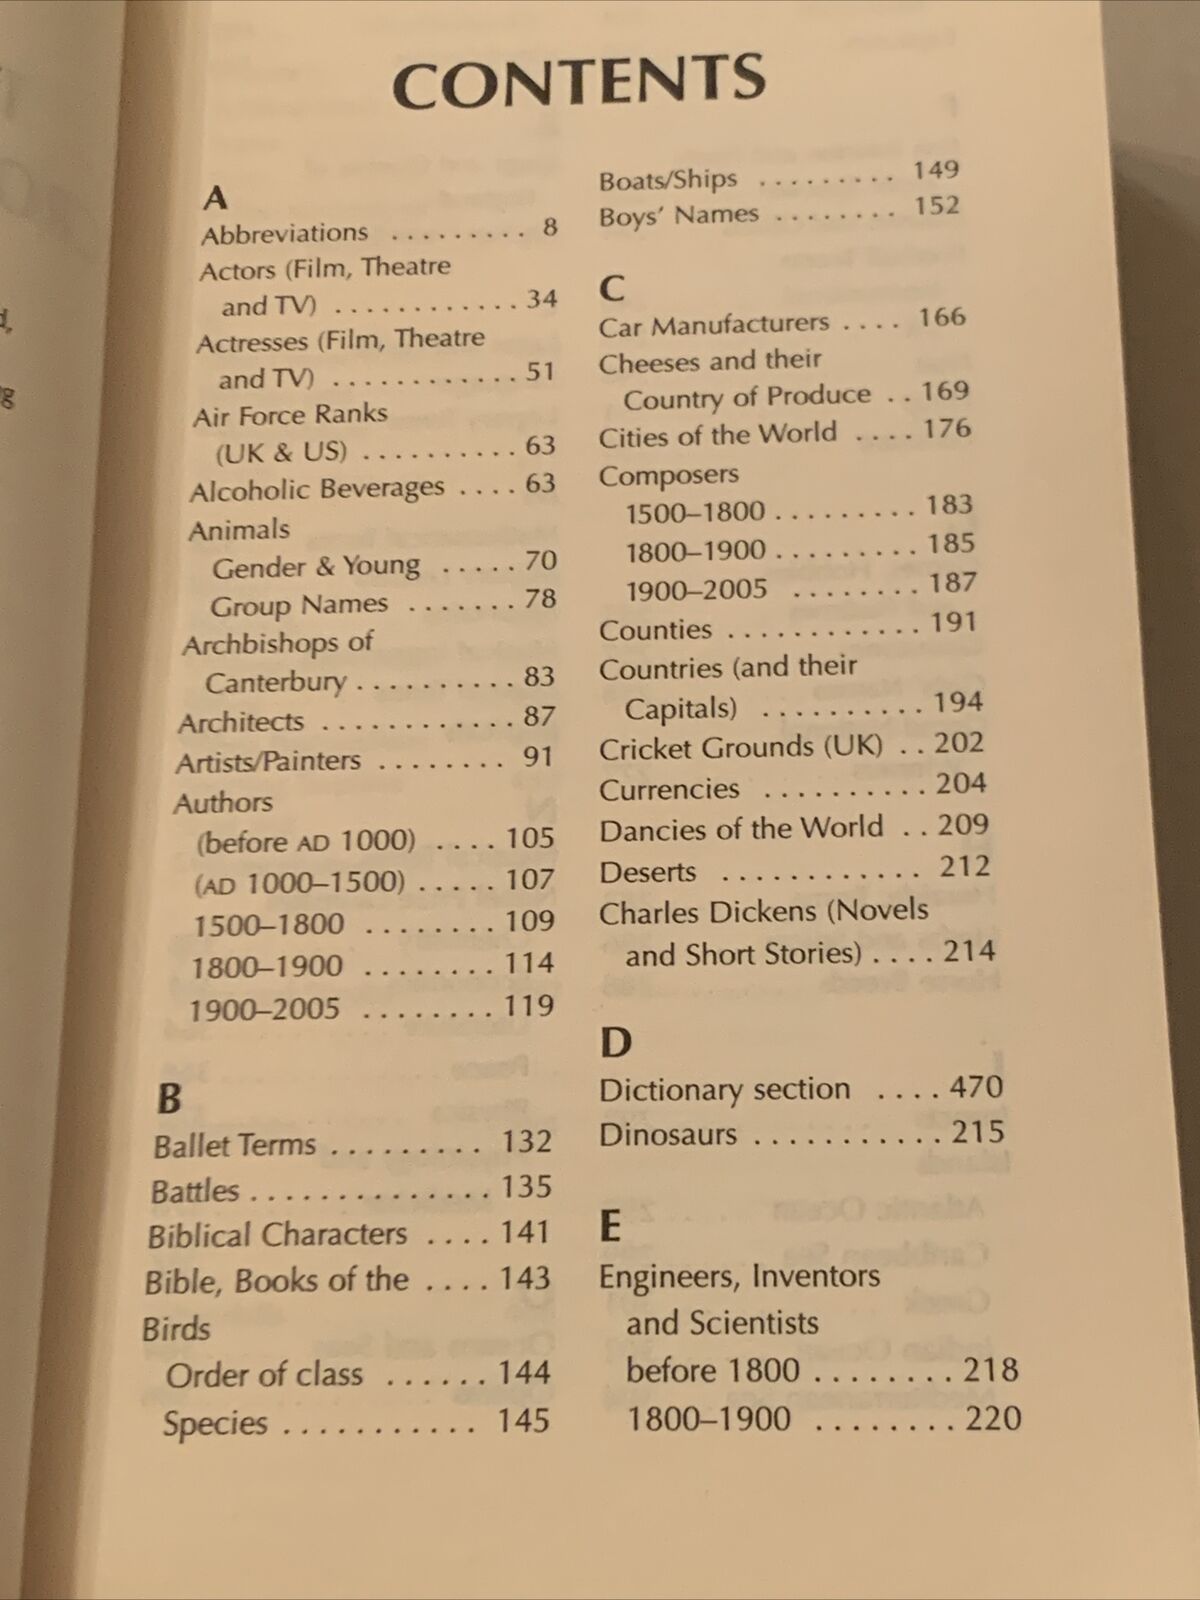 CONTENTS
A
Abbreviations ......... 8
Actors (Film, Theatre
and TV) ............ 34
Actresses (Film, Theatre
and TV) ............ 51
Air Force Ranks
(UK & US) .......... 63
Alcoholic Beverages .... 63
Animals
Gender & Young ..... 70
Group Names ....... 78
Archbishops of
Canterbury .......... 83
Architects ............ 87
Artists/Painters ........ 91
Authors
(before AD 1000) .... 105
(AD 1000–1500) ..... 107
1500–1800 ........ 109
1800–1900 ........ 114
1900–2005 ........ 119
B
Ballet Terms ......... 132
Battles .............. 135
Biblical Characters .... 141
Bible, Books of the .... 143
Birds
Order of class ...... 144
Species ........... 145
Boats/Ships ......... 149
Boys' Names ........ 152
C
Car Manufacturers .... 166
Cheeses and their
Country of Produce .. 169
Cities of the World .... 176
Composers
1500–1800 ......... 183
1800–1900 ......... 185
1900–2005 ........ 187
Counties ............ 191
Countries (and their
Capitals) .......... 194
Cricket Grounds (UK) .. 202
Currencies .......... 204
Dancies of the World .. 209
Deserts ............ 212
Charles Dickens (Novels
and Short Stories) .... 214
D
Dictionary section .... 470
Dinosaurs ........... 215
E
Engineers, Inventors
and Scientists
before 1800 ........ 218
1800–1900 ........ 220